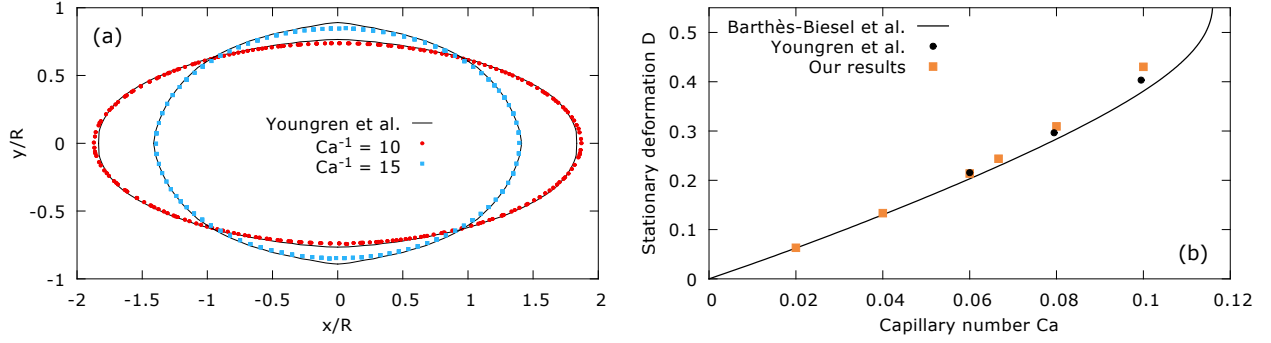 (a)
1
0.5
0
-0.5
-1
y/R
Youngren et al.
Ca⁻¹ = 10
Ca⁻¹ = 15
-2 -1.5 -1 -0.5 0 0.5 1 1.5 2
x/R
Barthès-Biesel et al.
Youngren et al.
Our results
0.5
0.4
0.3
0.2
0.1
0
Stationary deformation D
(b)
0 0.02 0.04 0.06 0.08 0.1 0.12
Capillary number Ca